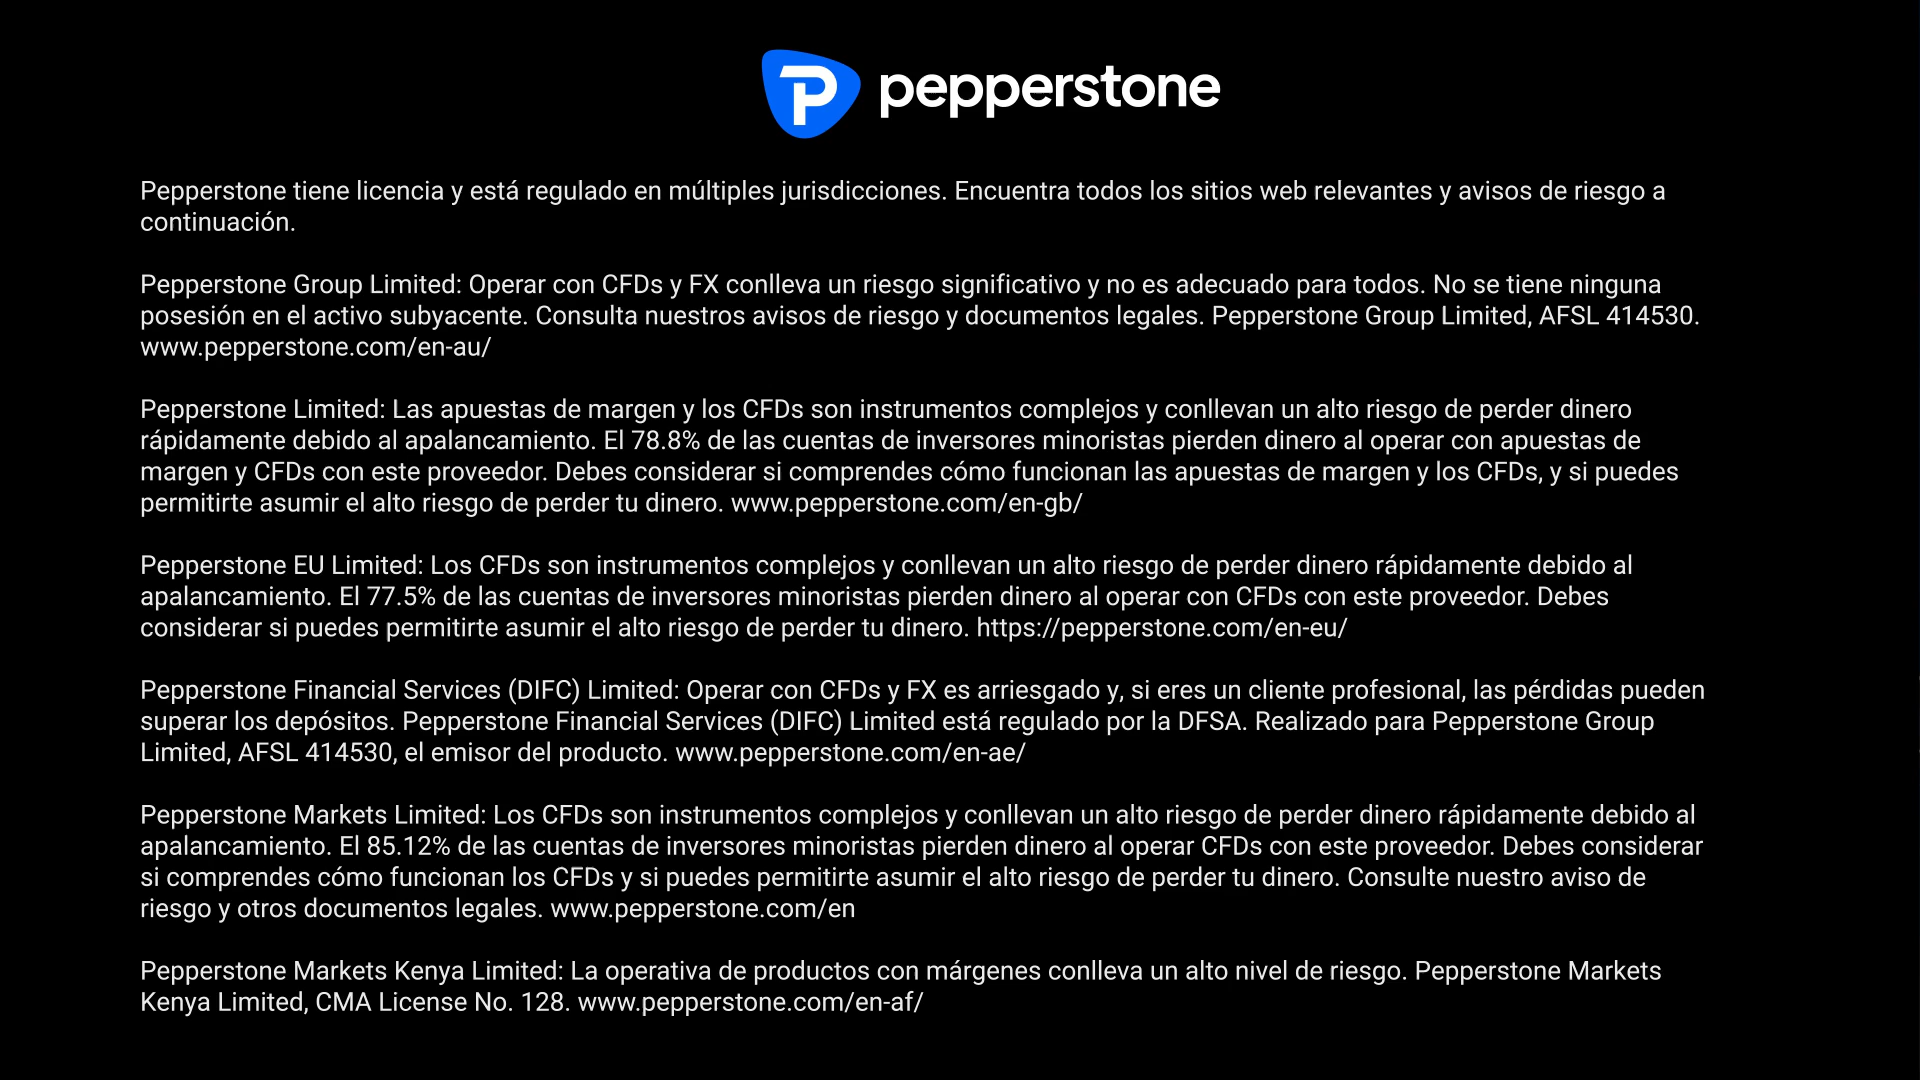 pepperstone
Pepperstone tiene licencia y está regulado en múltiples jurisdicciones. Encuentra todos los sitios web relevantes y avisos de riesgo a
continuación.
Pepperstone Group Limited: Operar con CFDs y FX conlleva un riesgo significativo y no es adecuado para todos. No se tiene ninguna
posesión en el activo subyacente. Consulta nuestros avisos de riesgo y documentos legales. Pepperstone Group Limited, AFSL 414530.
www.pepperstone.com/en-au/
Pepperstone Limited: Las apuestas de margen y los CFDs son instrumentos complejos y conllevan un alto riesgo de perder dinero
rápidamente debido al apalancamiento. El 78.8% de las cuentas de inversores minoristas pierden dinero al operar con apuestas de
margen y CFDs con este proveedor. Debes considerar si comprendes cómo funcionan las apuestas de margen y los CFDs, y si puedes
permitirte asumir el alto riesgo de perder tu dinero. www.pepperstone.com/en-gb/
Pepperstone EU Limited: Los CFDs son instrumentos complejos y conllevan un alto riesgo de perder dinero rápidamente debido al
apalancamiento. El 77.5% de las cuentas de inversores minoristas pierden dinero al operar con CFDs con este proveedor. Debes
considerar si puedes permitirte asumir el alto riesgo de perder tu dinero. https://pepperstone.com/en-eu/
Pepperstone Financial Services (DIFC) Limited: Operar con CFDs y FX es arriesgado y, si eres un cliente profesional, las pérdidas pueden
superar los depósitos. Pepperstone Financial Services (DIFC) Limited está regulado por la DFSA. Realizado para Pepperstone Group
Limited, AFSL 414530, el emisor del producto. www.pepperstone.com/en-ae/
Pepperstone Markets Limited: Los CFDs son instrumentos complejos y conllevan un alto riesgo de perder dinero rápidamente debido al
apalancamiento. El 85.12% de las cuentas de inversores minoristas pierden dinero al operar CFDs con este proveedor. Debes considerar
si comprendes cómo funcionan los CFDs y si puedes permitirte asumir el alto riesgo de perder tu dinero. Consulte nuestro aviso de
riesgo y otros documentos legales. www.pepperstone.com/en
Pepperstone Markets Kenya Limited: La operativa de productos con márgenes conlleva un alto nivel de riesgo. Pepperstone Markets
Kenya Limited, CMA License No. 128. www.pepperstone.com/en-af/